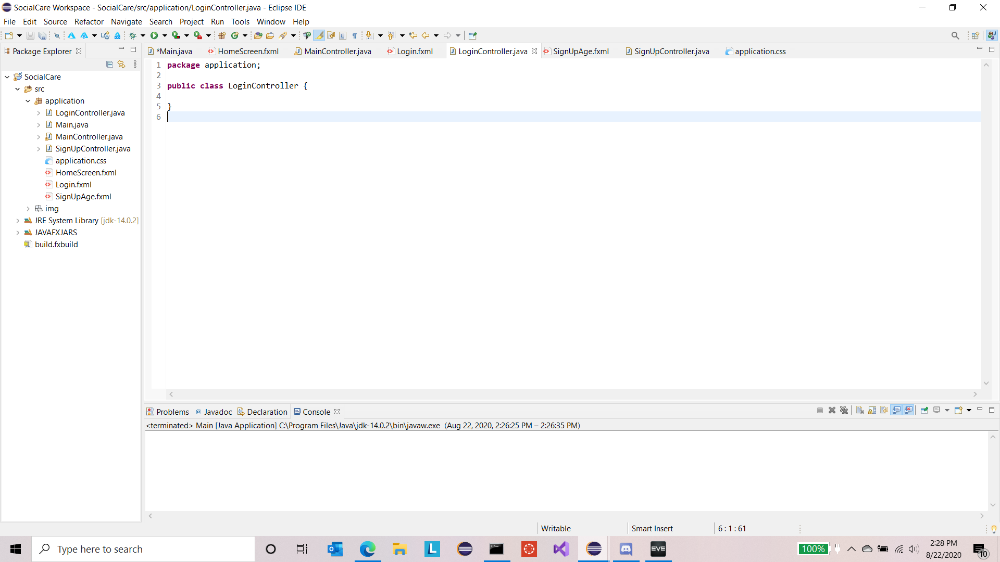 SocialCare Workspace - SocialCare/src/application/LoginController.java - Eclipse IDE
File Edit Source Refactor Navigate Search Project Run Tools Window Help
Package Explorer
*Main.java HomeScreen.fxml MainController.java Login.fxml LoginController.java SignUpAge.fxml SignUpController.java application.css
SocialCare
src
application
LoginController.java
Main.java
MainController.java
SignUpController.java
application.css
HomeScreen.fxml
Login.fxml
SignUpAge.fxml
img
JRE System Library [jdk-14.0.2]
JAVAFXJARS
build.fxbuild
1 package application;
2
3 public class LoginController {
4
5 }
6
Problems @ Javadoc Declaration Console
<terminated> Main [Java Application] C:\Program Files\Java\jdk-14.0.2\bin\javaw.exe (Aug 22, 2020, 2:26:25 PM – 2:26:35 PM)
Writable Smart Insert 6 : 1 : 61
Type here to search
L
EVE
100%
2:28 PM
8/22/2020
10